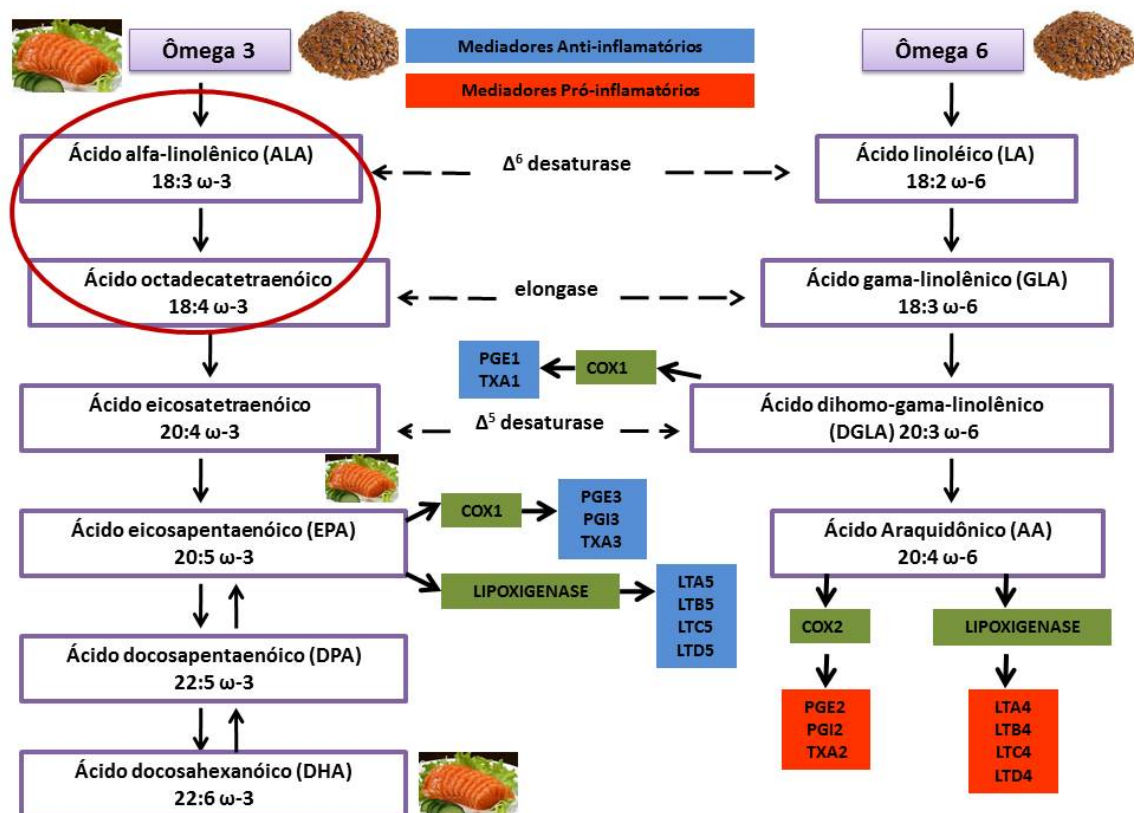 Ômega 3
Mediadores Anti-inflamatórios
Mediadores Pró-inflamatórios
Ômega 6
Ácido alfa-linolênico (ALA)
18:3 ω-3
Δ⁶ desaturase
Ácido linoléico (LA)
18:2 ω-6
Ácido octadecatetraenóico
18:4 ω-3
elongase
Ácido gama-linolênico (GLA)
18:3 ω-6
PGE1
TXA1
COX1
Ácido eicosatetraenóico
20:4 ω-3
Δ⁵ desaturase
Ácido dihomo-gama-linolênico
(DGLA) 20:3 ω-6
Ácido eicosapentaenóico (EPA)
20:5 ω-3
COX1
PGE3
PGI3
TXA3
LIPOXIGENASE
LTA5
LTB5
LTC5
LTD5
Ácido Araquidônico (AA)
20:4 ω-6
COX2
LIPOXIGENASE
PGE2
PGI2
TXA2
LTA4
LTB4
LTC4
LTD4
Ácido docosapentaenóico (DPA)
22:5 ω-3
Ácido docosahexanóico (DHA)
22:6 ω-3